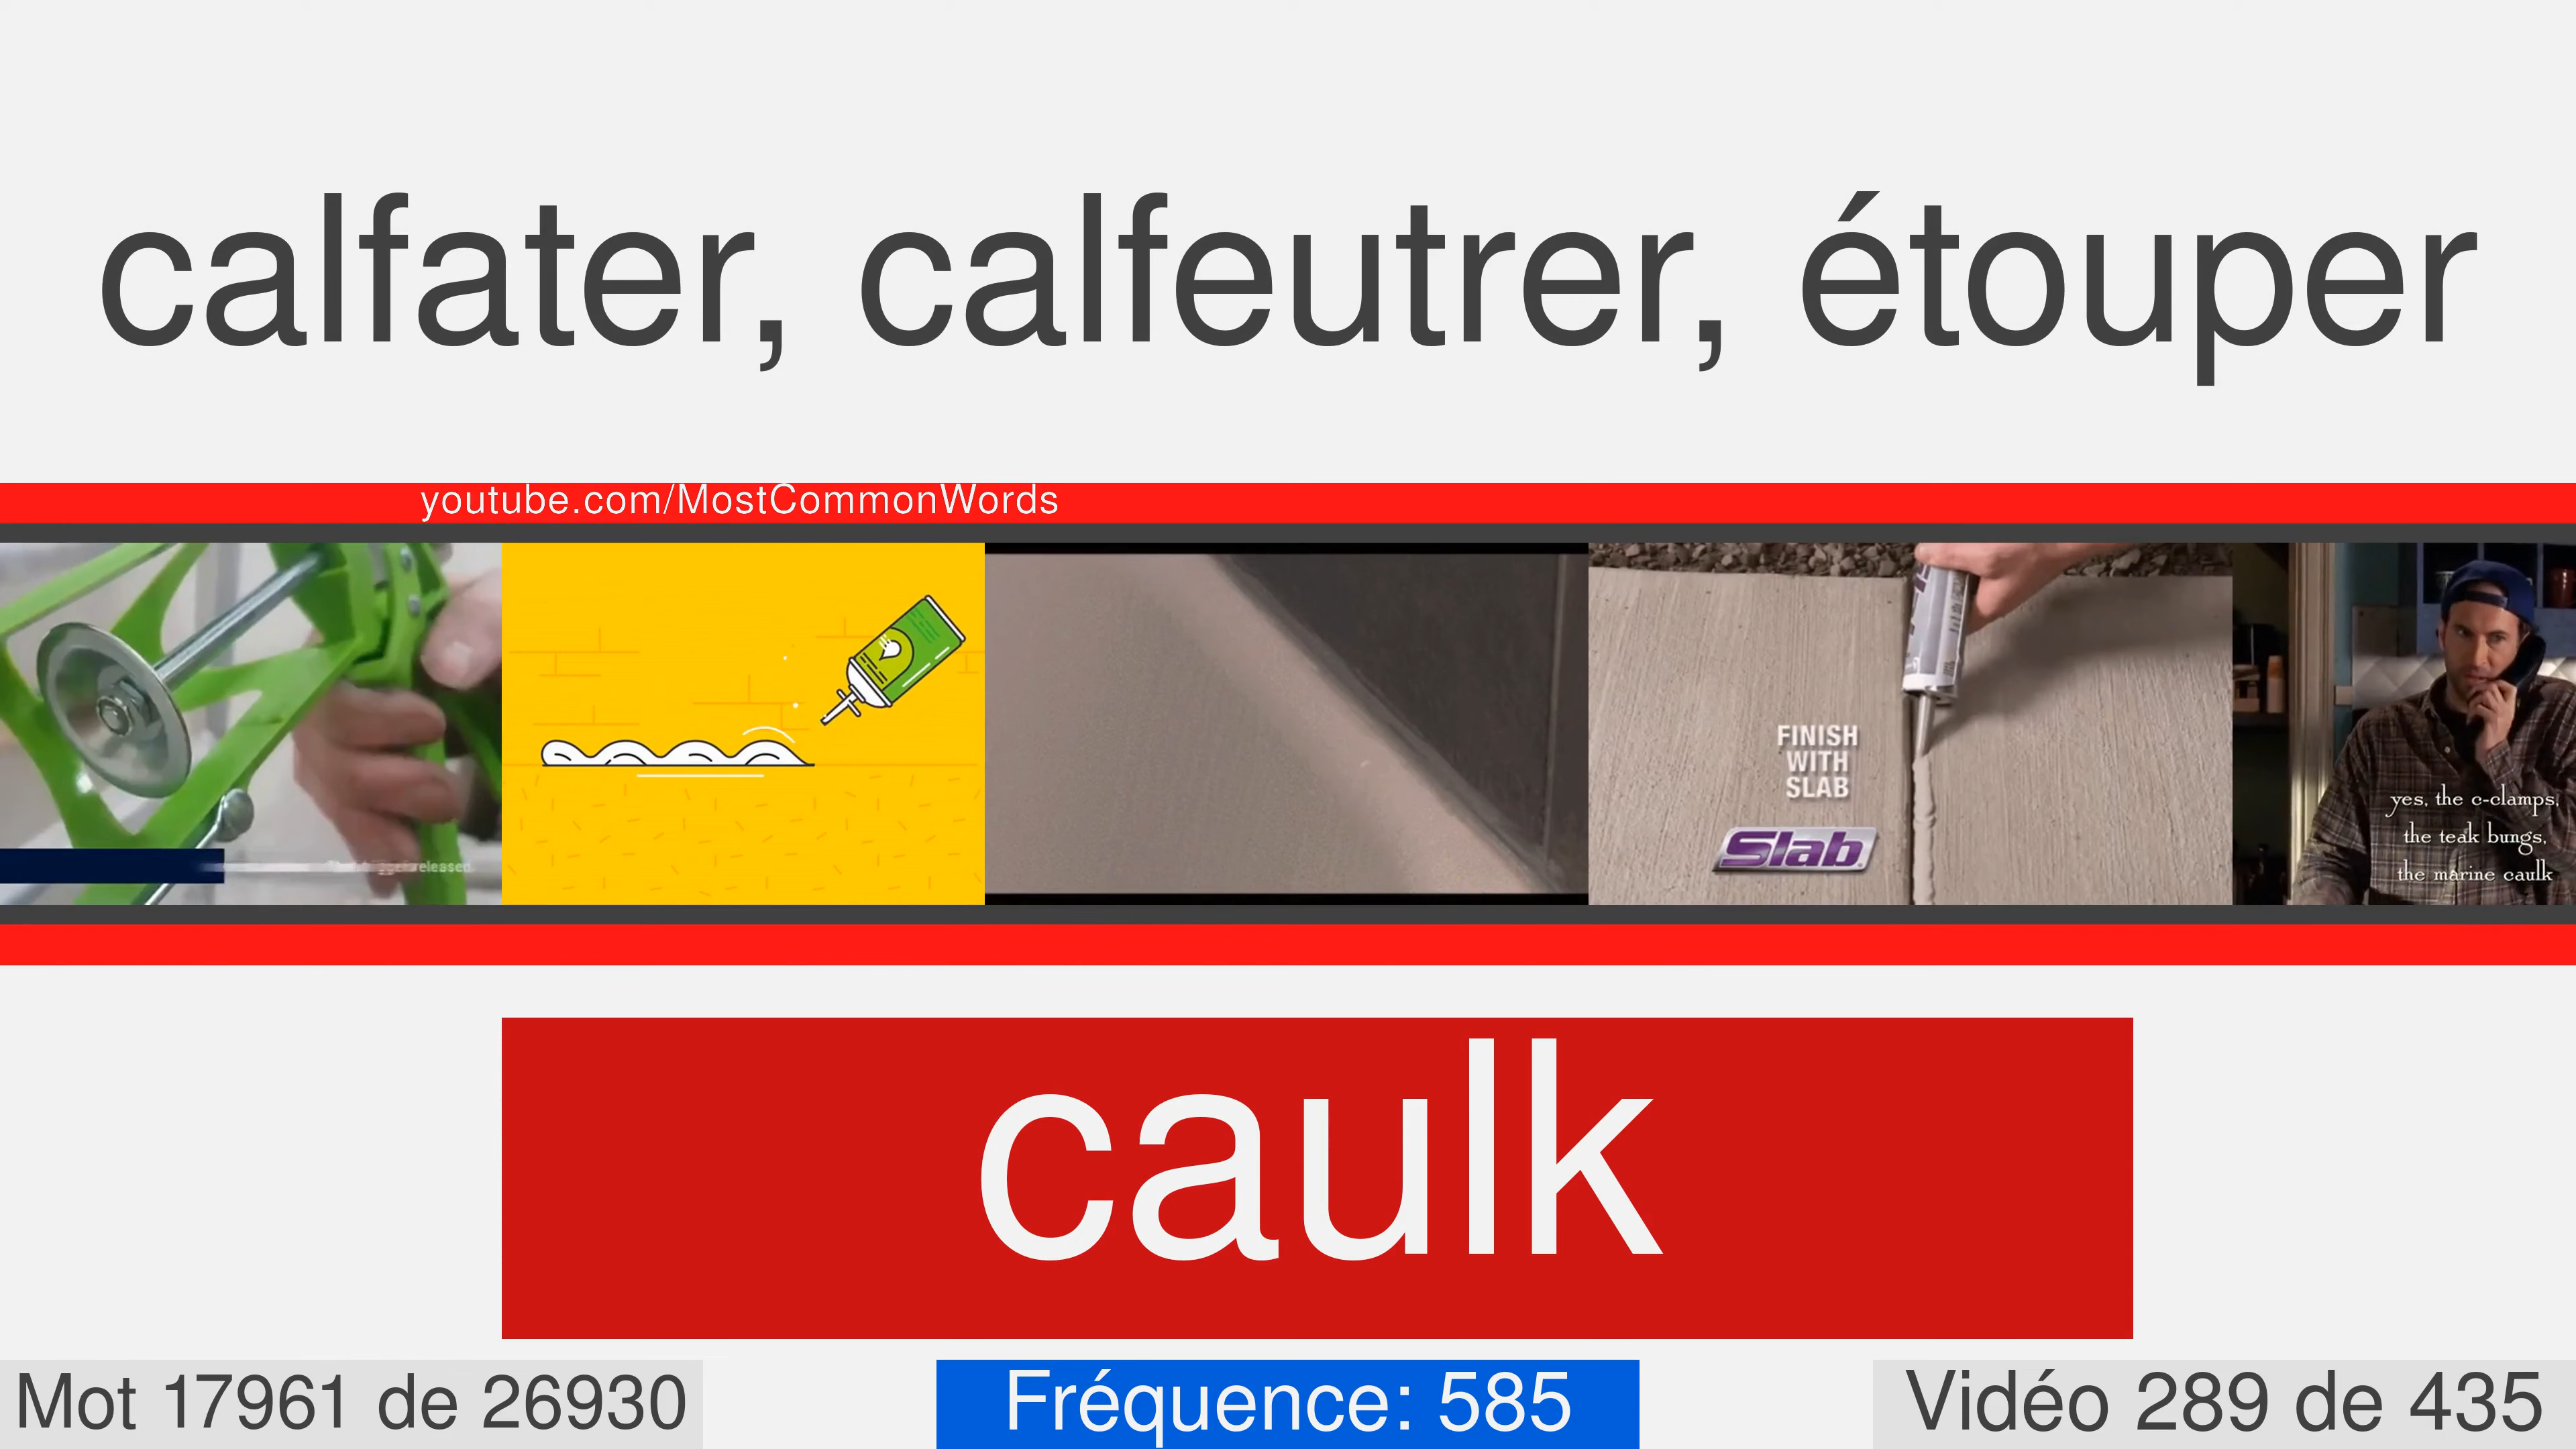 calfater, calfeutrer, étouper
youtube.com/MostCommonWords
FINISH
WITH
SLAB
Slab
yes, the c-clamps,
the teak bungs,
the marine caulk
caulk
Mot 17961 de 26930
Fréquence: 585
Vidéo 289 de 435